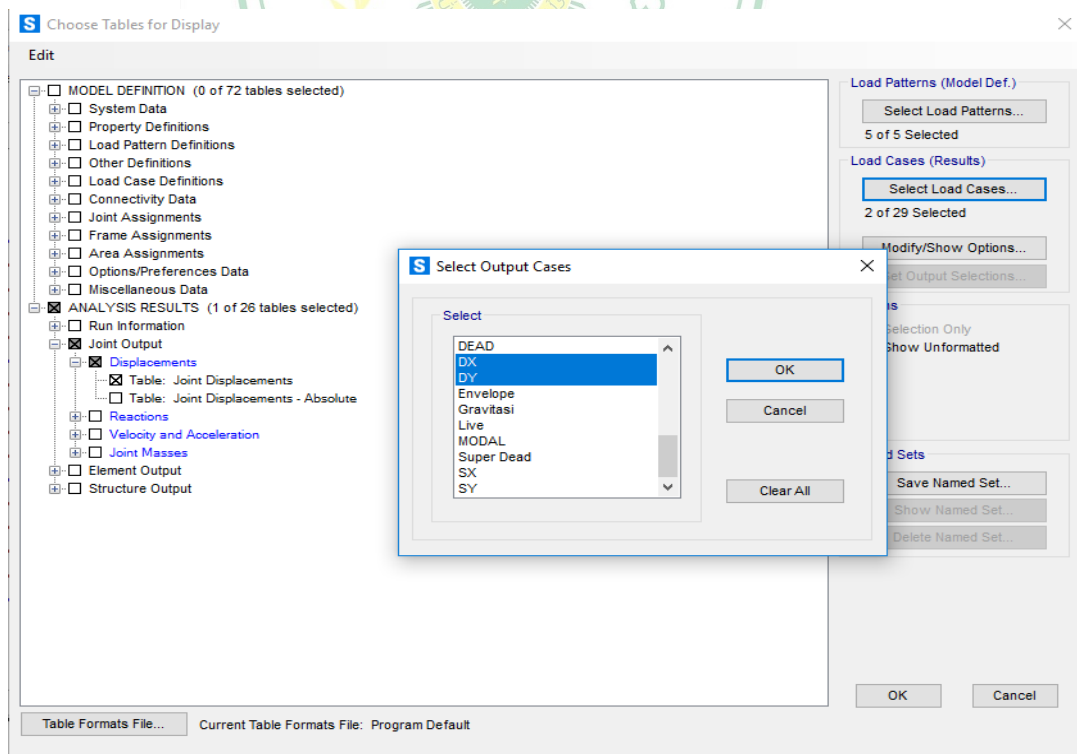 S Choose Tables for Display
Edit
MODEL DEFINITION (0 of 72 tables selected)
System Data
Property Definitions
Load Pattern Definitions
Other Definitions
Load Case Definitions
Connectivity Data
Joint Assignments
Frame Assignments
Area Assignments
Options/Preferences Data
Miscellaneous Data
ANALYSIS RESULTS (1 of 26 tables selected)
Run Information
Joint Output
Displacements
Table: Joint Displacements
Table: Joint Displacements - Absolute
Reactions
Velocity and Acceleration
Joint Masses
Element Output
Structure Output
Load Patterns (Model Def.)
Select Load Patterns...
5 of 5 Selected
Load Cases (Results)
Select Load Cases...
2 of 29 Selected
Modify/Show Options...
Set Output Selections...
Selection Only
Show Unformatted
d Sets
Save Named Set...
Show Named Set...
Delete Named Set...
S Select Output Cases
Select
DEAD
DX
DY
Envelope
Gravitasi
Live
MODAL
Super Dead
SX
SY
OK
Cancel
Clear All
OK
Cancel
Table Formats File...
Current Table Formats File: Program Default